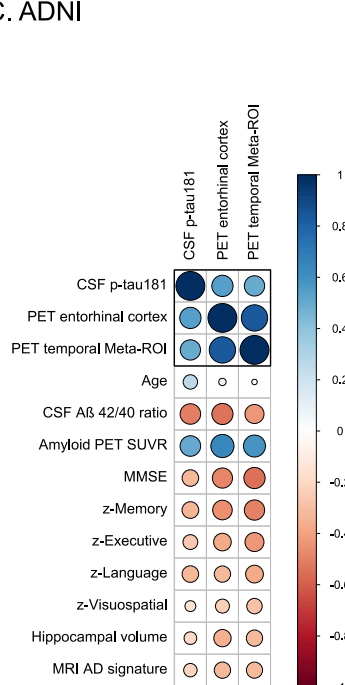 C. ADNI
CSF p-tau181
PET entorhinal cortex
PET temporal Meta-ROI
1
0.8
0.6
0.4
0.2
0
-0.2
-0.4
-0.6
-0.8
-1
CSF p-tau181
PET entorhinal cortex
PET temporal Meta-ROI
Age
CSF Aß 42/40 ratio
Amyloid PET SUVR
MMSE
z-Memory
z-Executive
z-Language
z-Visuospatial
Hippocampal volume
MRI AD signature